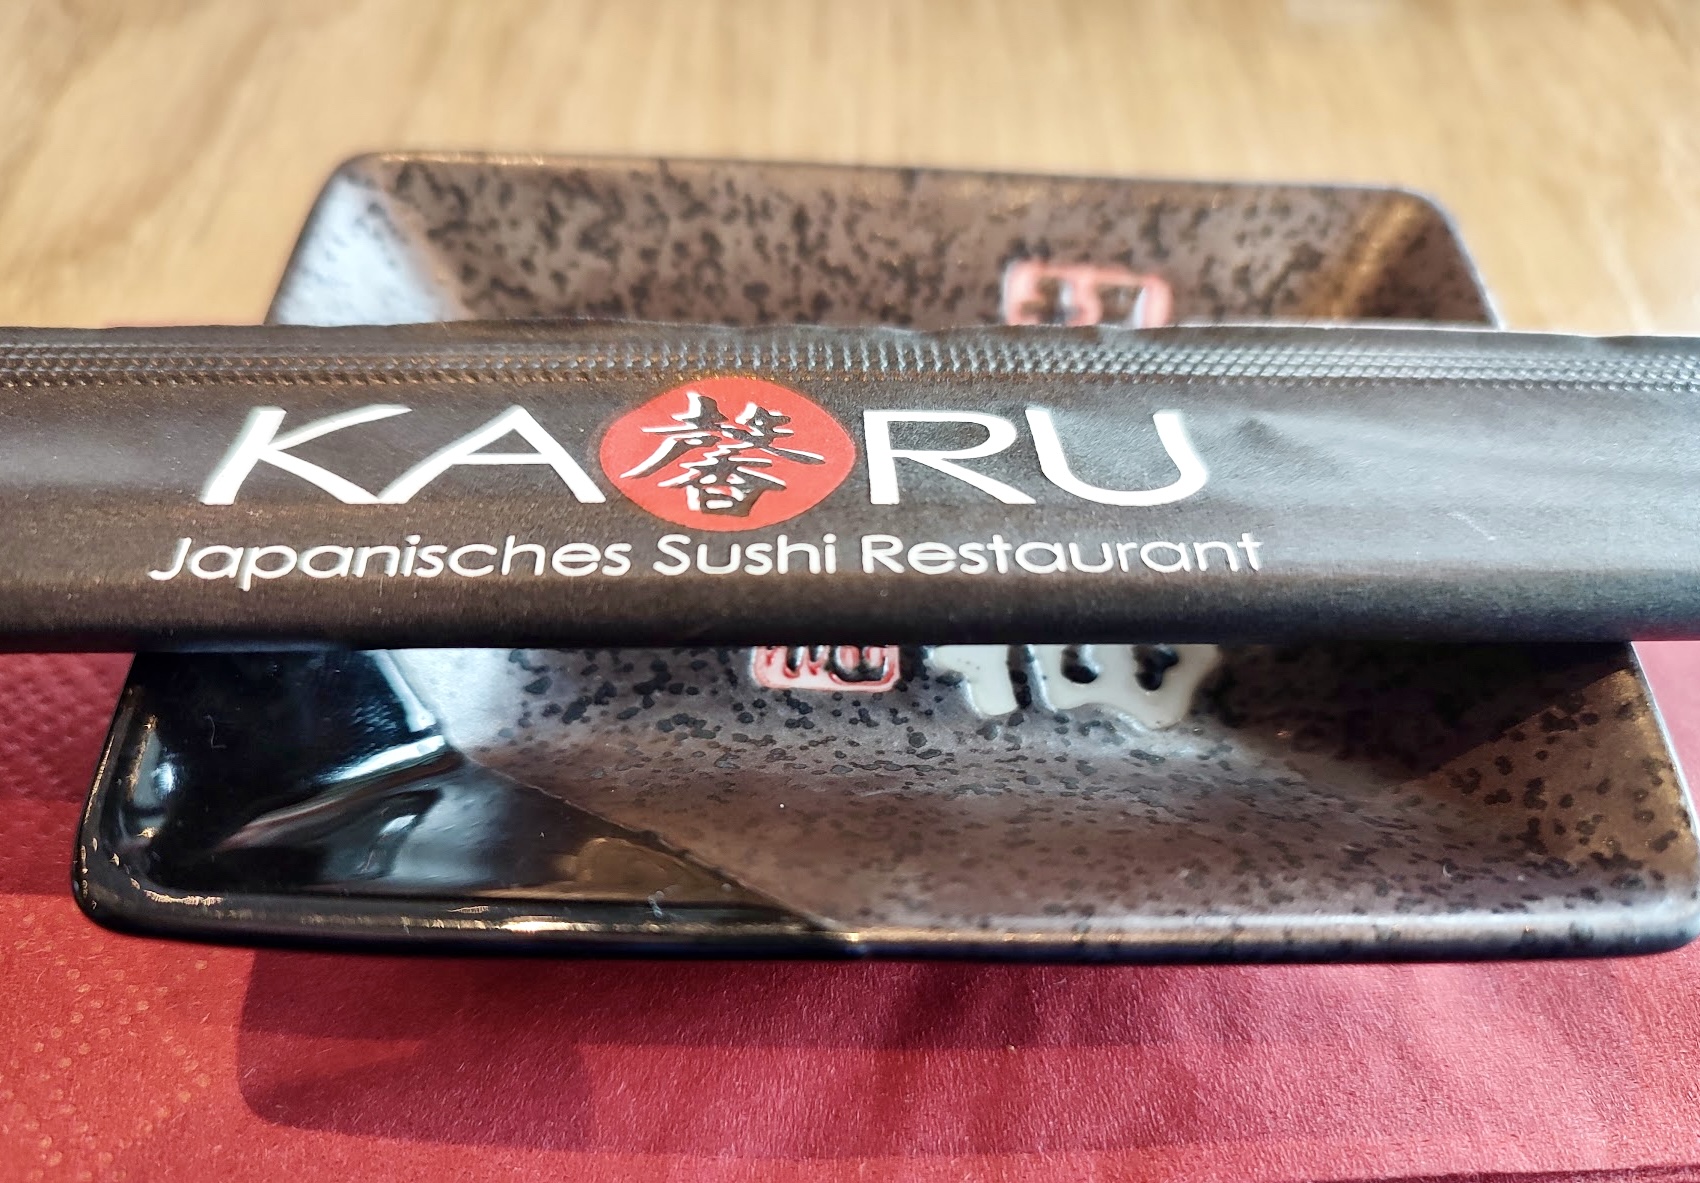 KA馨RU
Japanisches Sushi Restaurant